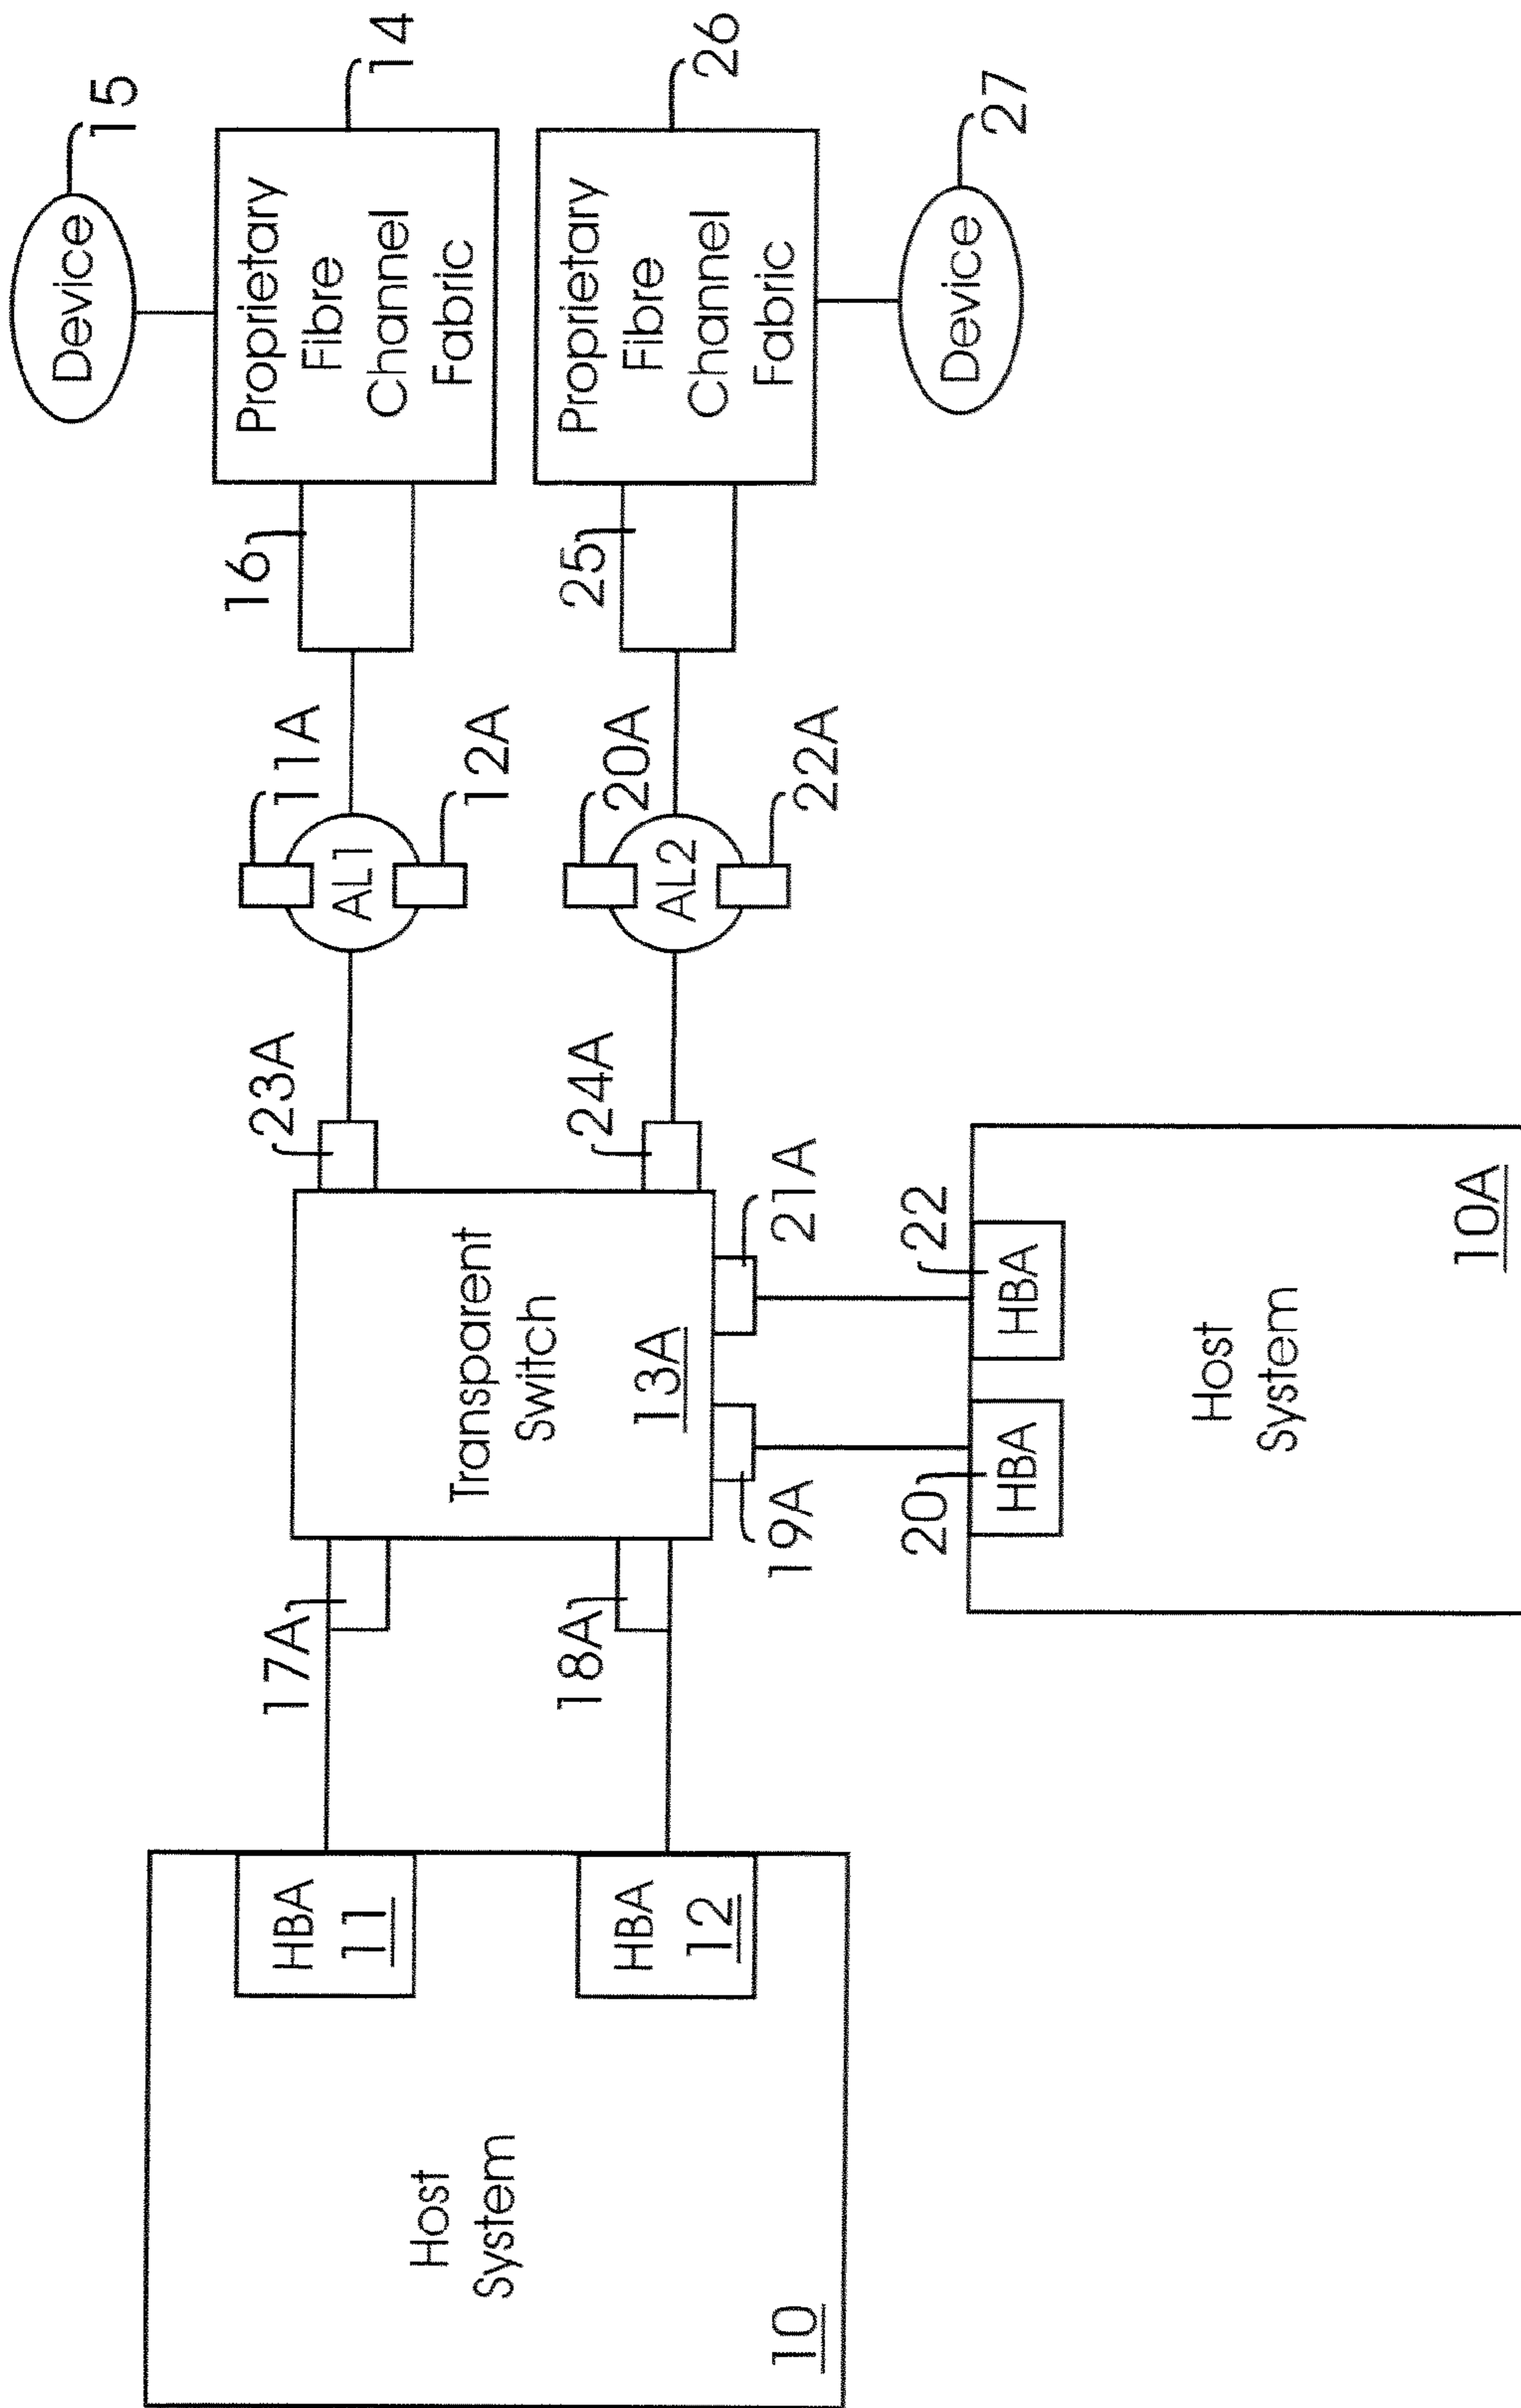 Host
System
10
HBA
11
HBA
12
17A
18A
Transparent
Switch
13A
19A
21A
20
HBA
22
HBA
Host
System
10A
23A
24A
AL1
11A
12A
AL2
20A
22A
16
25
Proprietary
Fibre
Channel
Fabric
14
Device
15
Proprietary
Fibre
Channel
Fabric
26
Device
27